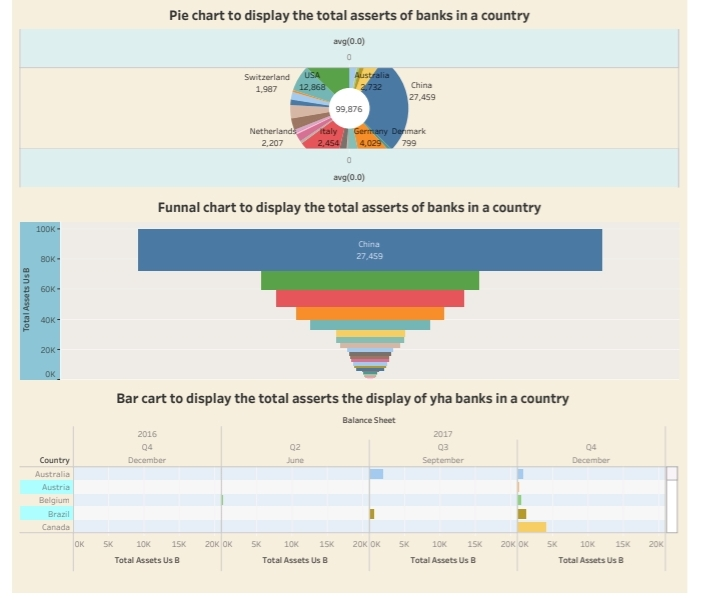 Pie chart to display the total asserts of banks in a country
avg(0.0)
0
Switzerland
1,987
USA
12,868
Australia
2,732
China
27,459
99,876
Netherlands
2,207
Italy
2,454
Germany
4,029
Denmark
799
0
avg(0.0)
Funnal chart to display the total asserts of banks in a country
Total Assets Us B
100K
80K
60K
40K
20K
0K
China
27,459
Bar cart to display the total asserts the display of yha banks in a country
Balance Sheet
2016 2017
Q4 Q2 Q3 Q4
Country December June September December
Australia
Austria
Belgium
Brazil
Canada
0K 5K 10K 15K 20K 0K 5K 10K 15K 20K 0K 5K 10K 15K 20K 0K 5K 10K 15K 20K
Total Assets Us B Total Assets Us B Total Assets Us B Total Assets Us B